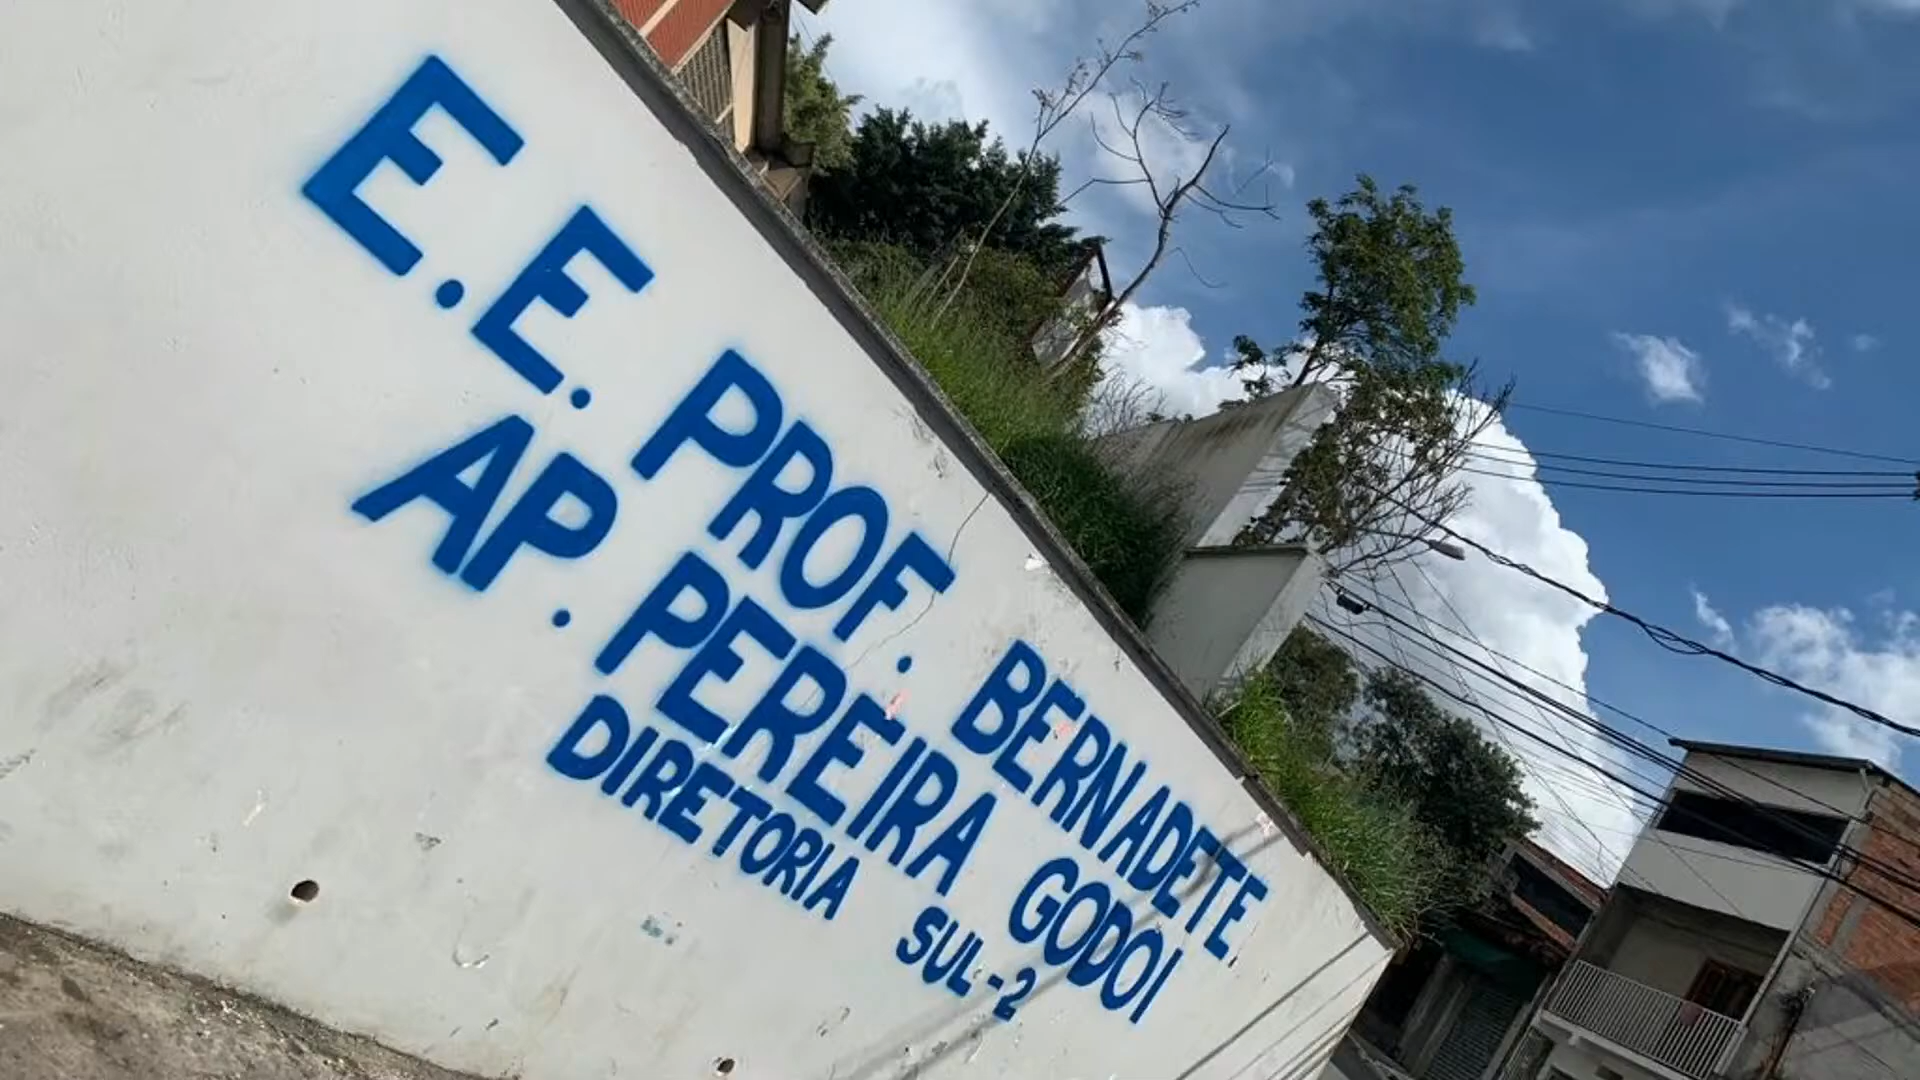 E.E. PROF. BERNADETE
AP. PEREIRA GODOI
DIRETORIA SUL-2